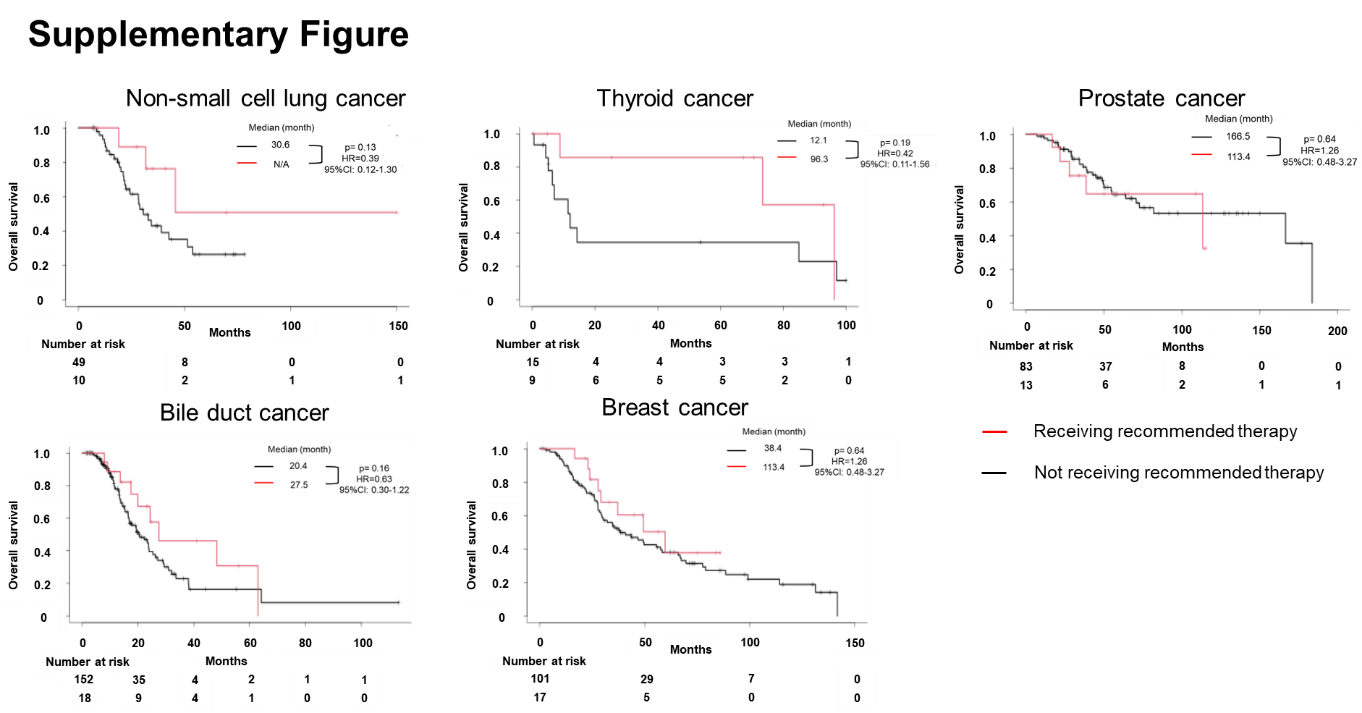 Supplementary Figure
Non-small cell lung cancer
Median (month)
30.6
N/A
p= 0.13
HR=0.39
95%CI: 0.12-1.30
Overall survival
1.0
0.8
0.6
0.4
0.2
0
0 50 100 150
Months
Number at risk
49 8 0 0
10 2 1 1
Thyroid cancer
Median (month)
12.1
96.3
p= 0.19
HR=0.42
95%CI: 0.11-1.56
Overall survival
1.0
0.8
0.6
0.4
0.2
0
0 20 40 60 80 100
Number at risk Months
15 4 4 3 3 1
9 6 5 5 2 0
Prostate cancer
Median (month)
166.5
113.4
p= 0.64
HR=1.26
95%CI: 0.48-3.27
Overall survival
1.0
0.8
0.6
0.4
0.2
0
0 50 100 150 200
Number at risk Months
83 37 8 0 0
13 6 2 1 1
Bile duct cancer
Median (month)
20.4
27.5
p= 0.16
HR=0.63
95%CI: 0.30-1.22
Overall survival
1.0
0.8
0.6
0.4
0.2
0
0 20 40 60 80 100
Number at risk Months
152 35 4 2 1 1
18 9 4 1 0 0
Breast cancer
Median (month)
38.4
113.4
p= 0.64
HR=1.26
95%CI: 0.48-3.27
Overall survival
1.0
0.8
0.6
0.4
0.2
0
0 50 100 150
Months
Number at risk
101 29 7 0
17 5 0 0
Receiving recommended therapy
Not receiving recommended therapy